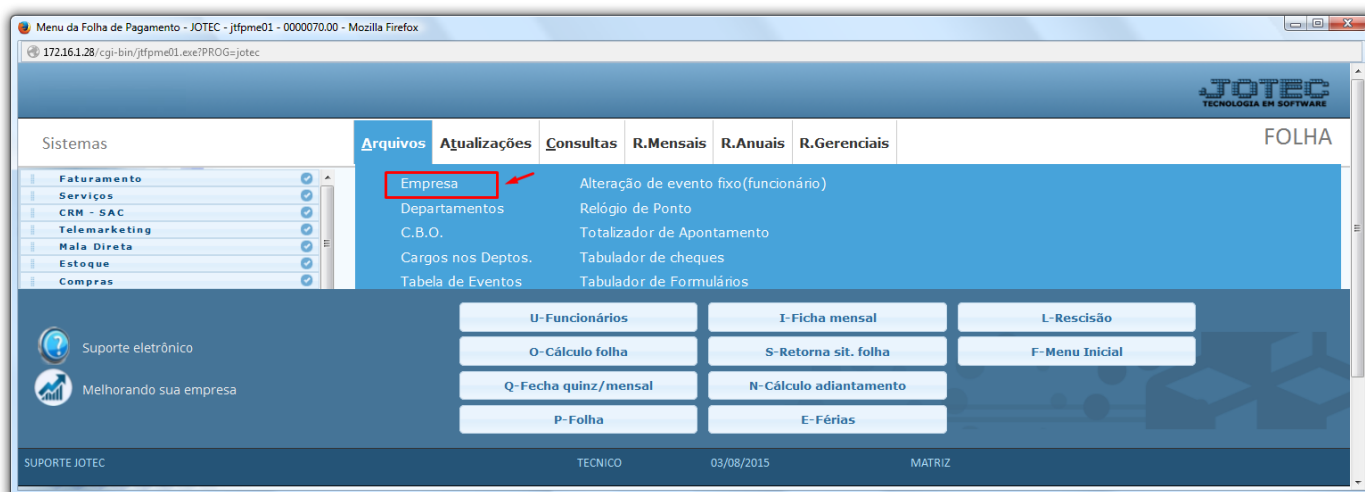 Menu da Folha de Pagamento - JOTEC - jtfpme01 - 0000070.00 - Mozilla Firefox
172.16.1.28/cgi-bin/jtfpme01.exe?PROG=jotec
JOTEC
TECNOLOGIA EM SOFTWARE
Sistemas
Arquivos Atualizações Consultas R.Mensais R.Anuais R.Gerenciais
FOLHA
Faturamento
Serviços
CRM - SAC
Telemarketing
Mala Direta
Estoque
Compras
Empresa Alteração de evento fixo(funcionário)
Departamentos Relógio de Ponto
C.B.O. Totalizador de Apontamento
Cargos nos Deptos. Tabulador de cheques
Tabela de Eventos Tabulador de Formulários
Suporte eletrônico
Melhorando sua empresa
U-Funcionários I-Ficha mensal L-Rescisão
O-Cálculo folha S-Retorna sit. folha F-Menu Inicial
Q-Fecha quinz/mensal N-Cálculo adiantamento
P-Folha E-Férias
SUPORTE JOTEC TECNICO 03/08/2015 MATRIZ